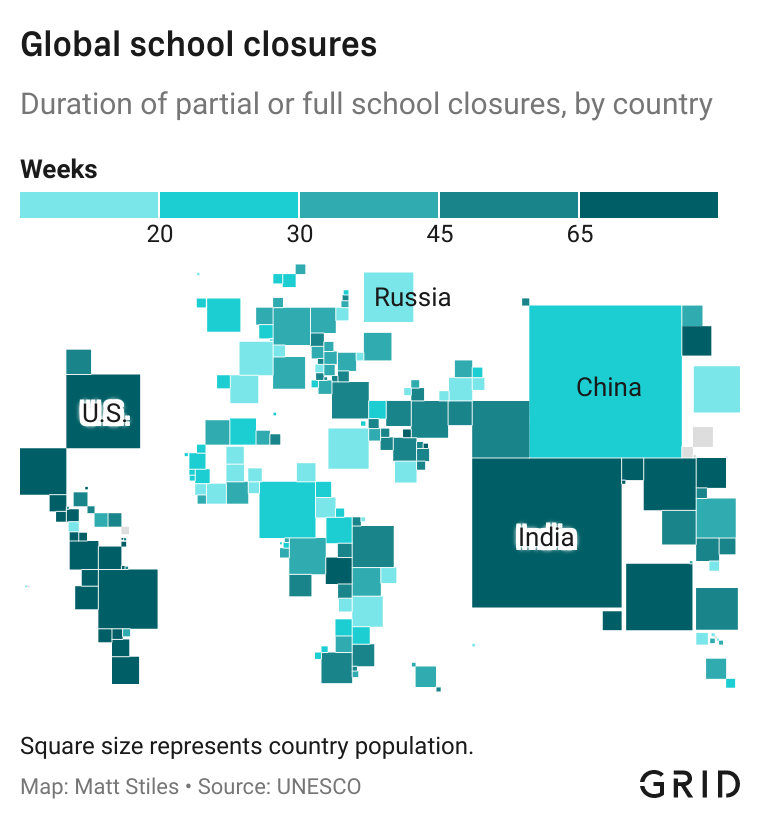 Global school closures
Duration of partial or full school closures, by country
Weeks
20 30 45 65
Russia
China
U.S.
India
Square size represents country population.
Map: Matt Stiles • Source: UNESCO
GRID